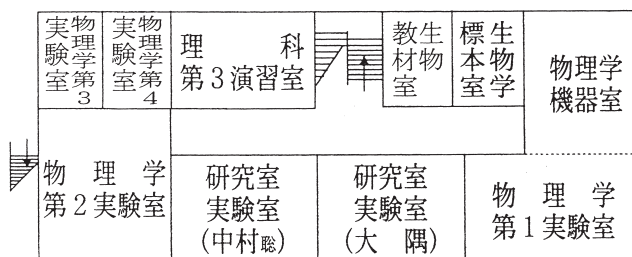 物理学第3
実験室
物理学第4
実験室
理 科
第3演習室
生物
教材室
生物学
標本室
物理学
機器室
物 理 学
第2実験室
研究室
実験室
(中村聡)
研究室
実験室
(大 隅)
物 理 学
第1実験室